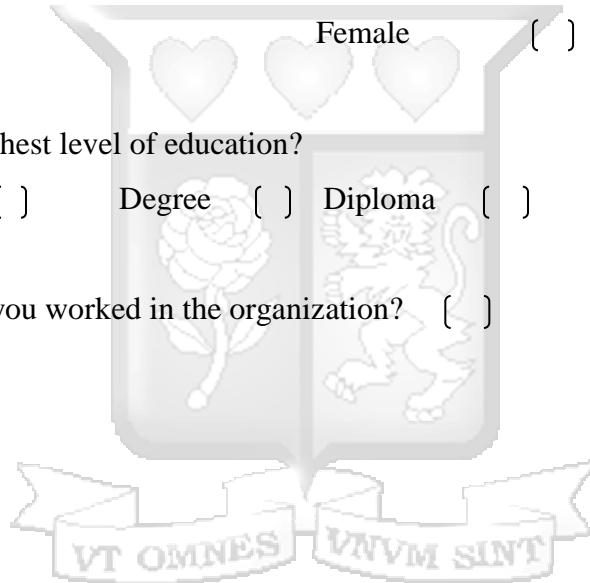 Female ( )
hest level of education?
( ) Degree ( ) Diploma ( )
you worked in the organization? ( )
VT OMNES VNVM SINT